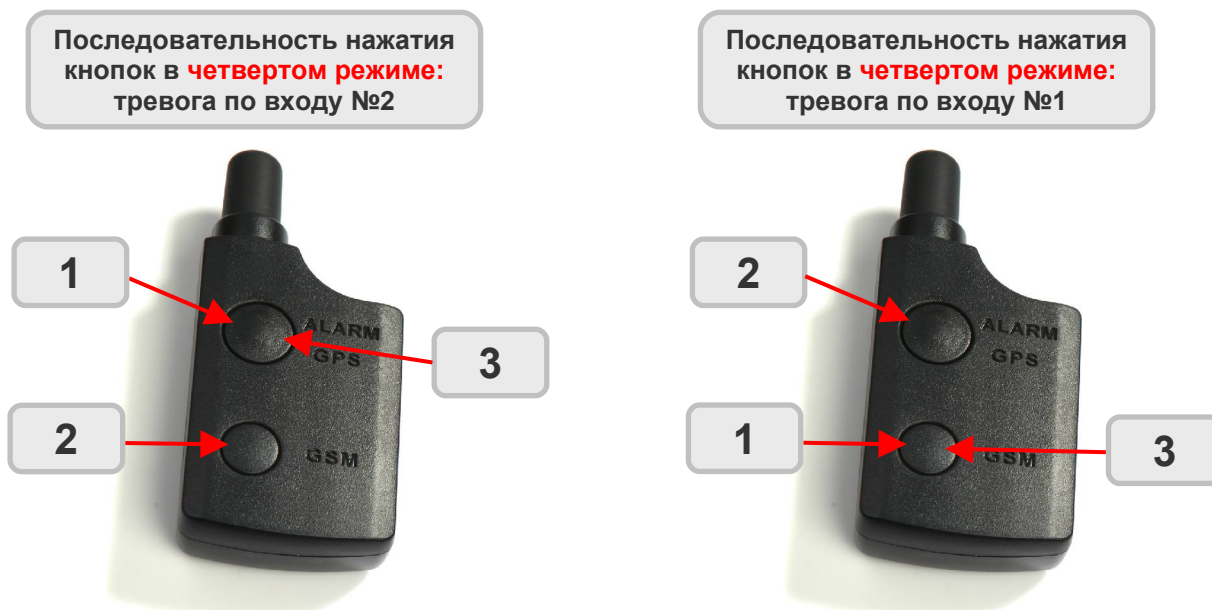 Последовательность нажатия
кнопок в четвертом режиме:
тревога по входу №2
1
ALARM
GPS
3
2
GSM
Последовательность нажатия
кнопок в четвертом режиме:
тревога по входу №1
2
ALARM
GPS
1
GSM
3